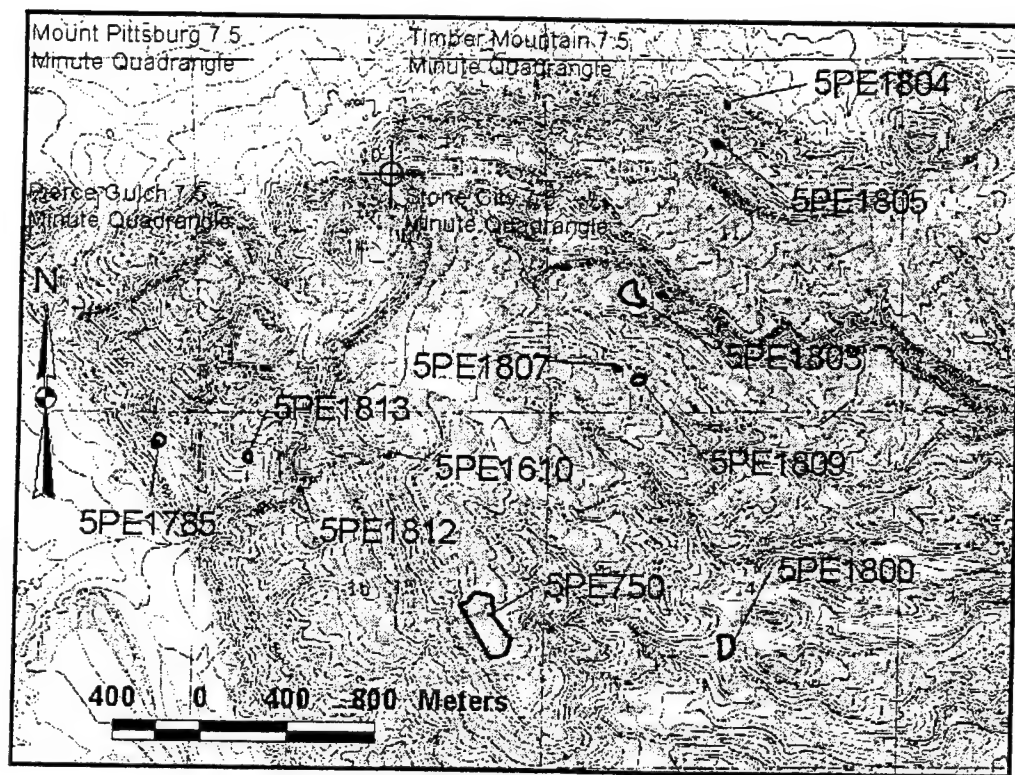 Mount Pittsburg 7.5
Minute Quadrangle
Timber Mountain 7.5
Minute Quadrangle
5PE1804
Pierce Gulch 7.5
Minute Quadrangle
Stone City 7.5
Minute Quadrangle
5PE1805
N
5PE1807
5PE1813
5PE1610
5PE1809
5PE1785
5PE1812
5PE750
5PE1800
400 0 400 800 Meters